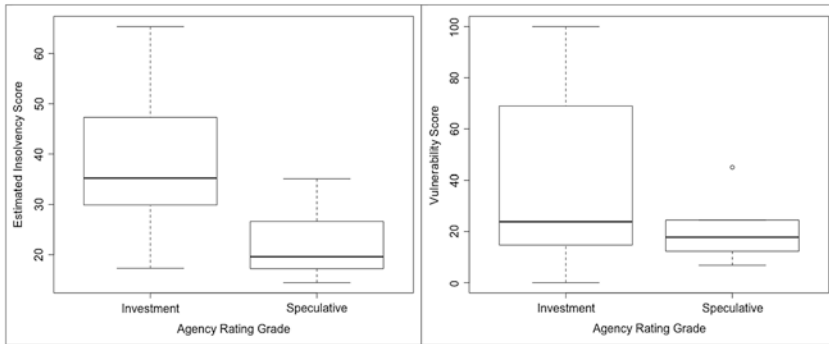 Estimated Insolvency Score
60
50
40
30
20
Investment
Speculative
Agency Rating Grade
Vulnerability Score
100
80
60
40
20
0
Investment
Speculative
Agency Rating Grade